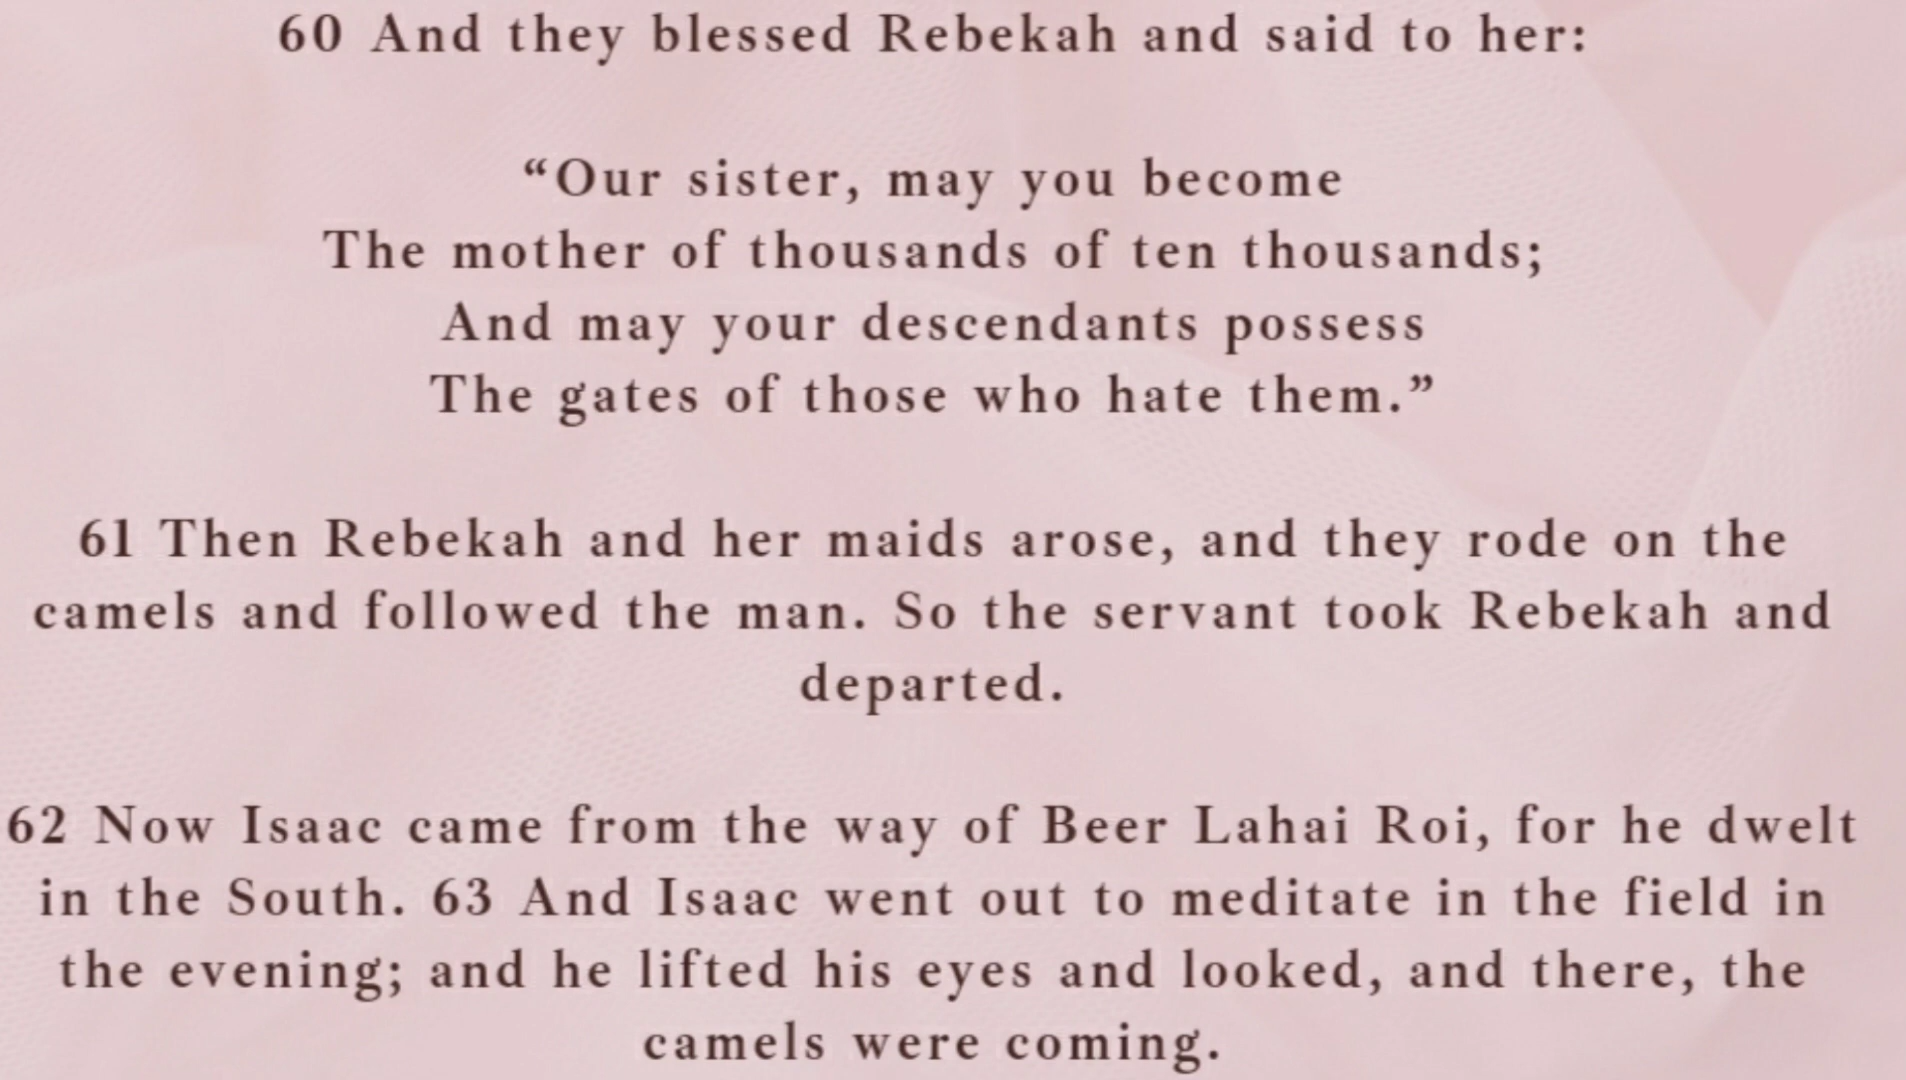 60 And they blessed Rebekah and said to her:
“Our sister, may you become
The mother of thousands of ten thousands;
And may your descendants possess
The gates of those who hate them.”
61 Then Rebekah and her maids arose, and they rode on the
camels and followed the man. So the servant took Rebekah and
departed.
62 Now Isaac came from the way of Beer Lahai Roi, for he dwelt
in the South. 63 And Isaac went out to meditate in the field in
the evening; and he lifted his eyes and looked, and there, the
camels were coming.